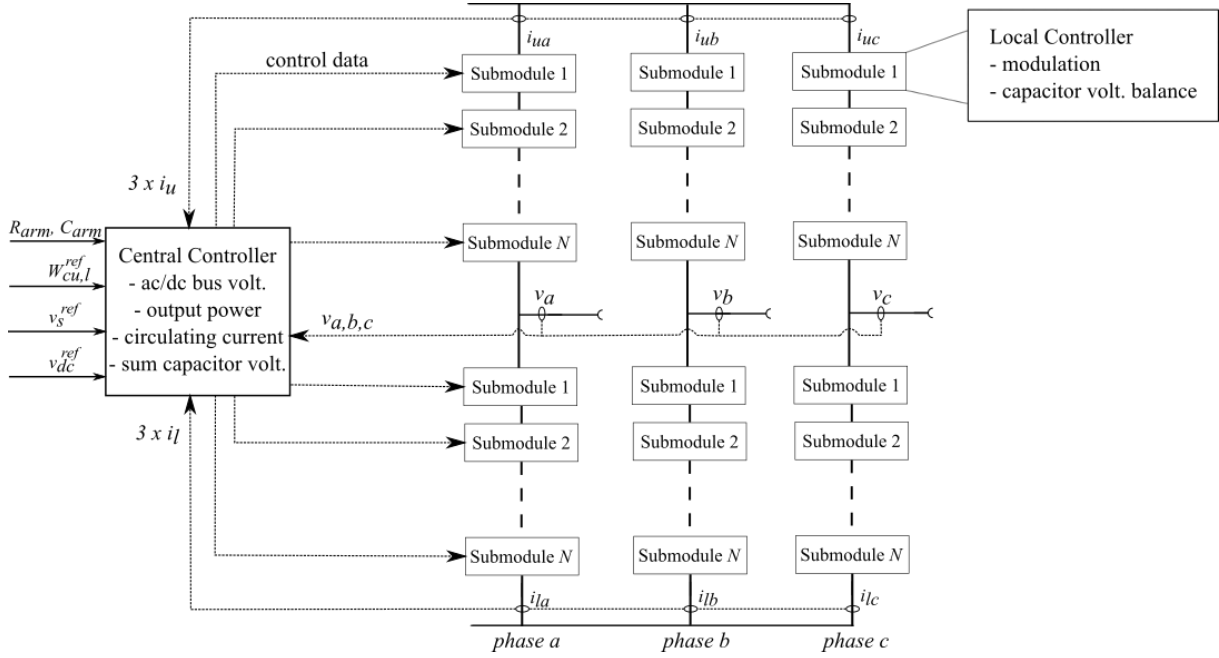 i_ua i_ub i_uc
Local Controller
- modulation
- capacitor volt. balance
control data
Submodule 1 Submodule 1 Submodule 1
Submodule 2 Submodule 2 Submodule 2
3 x i_u
R_arm, C_arm
W_cu,l^ref
v_s^ref
v_dc^ref
Central Controller
- ac/dc bus volt.
- output power
- circulating current
- sum capacitor volt.
Submodule N Submodule N Submodule N
v_a v_b v_c
v_a,b,c
Submodule 1 Submodule 1 Submodule 1
3 x i_l
Submodule 2 Submodule 2 Submodule 2
Submodule N Submodule N Submodule N
i_la i_lb i_lc
phase a phase b phase c